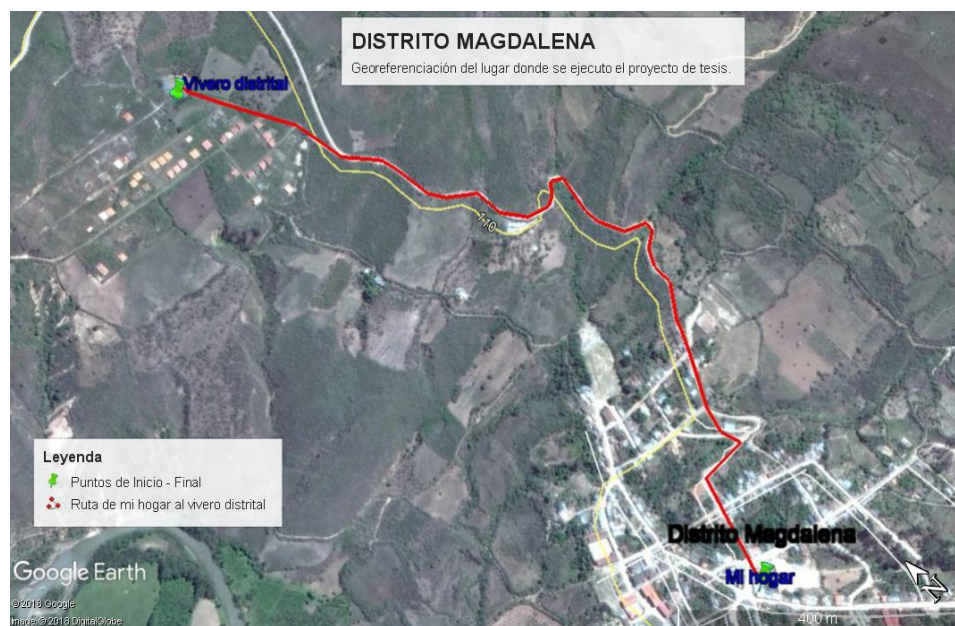 DISTRITO MAGDALENA
Georeferenciación del lugar donde se ejecuto el proyecto de tesis.
Vivero distrital
110
Leyenda
Puntos de Inicio - Final
Ruta de mi hogar al vivero distrital
Distrito Magdalena
Mi hogar
Google Earth
©2018 Google
Image © 2018 DigitalGlobe
400 m
N